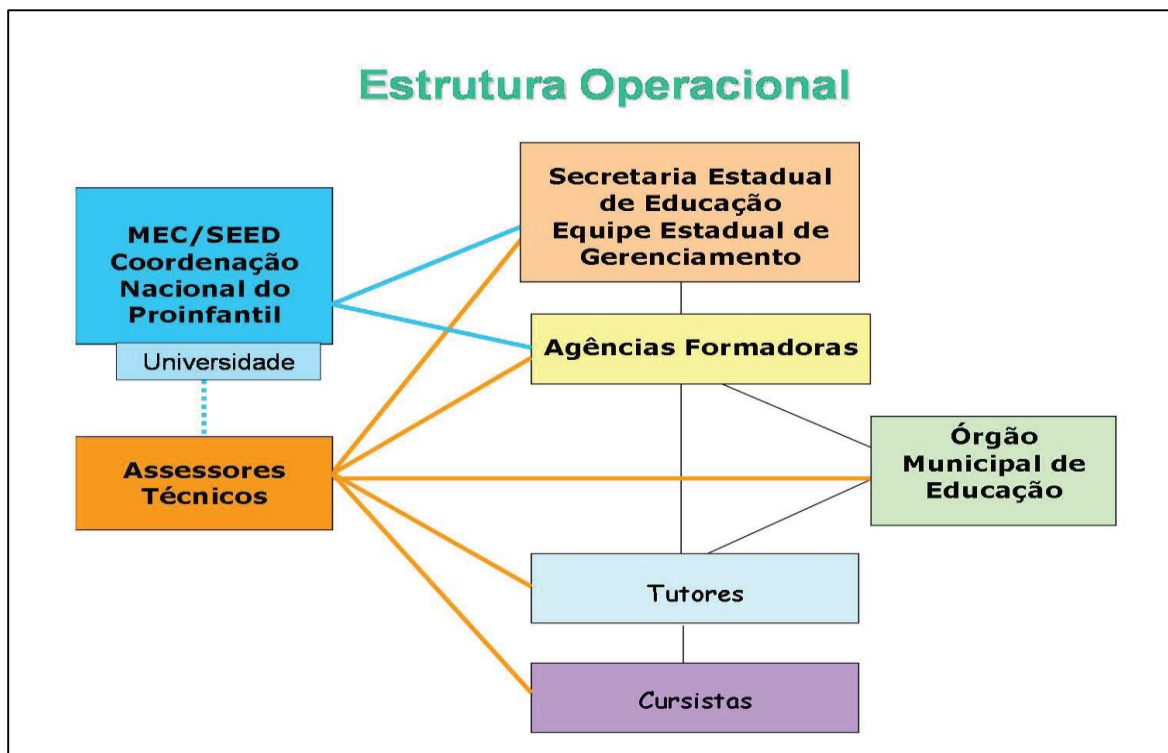 Estrutura Operacional
MEC/SEED
Coordenação
Nacional do
Proinfantil
Universidade
Assessores
Técnicos
Secretaria Estadual
de Educação
Equipe Estadual de
Gerenciamento
Agências Formadoras
Órgão
Municipal de
Educação
Tutores
Cursistas